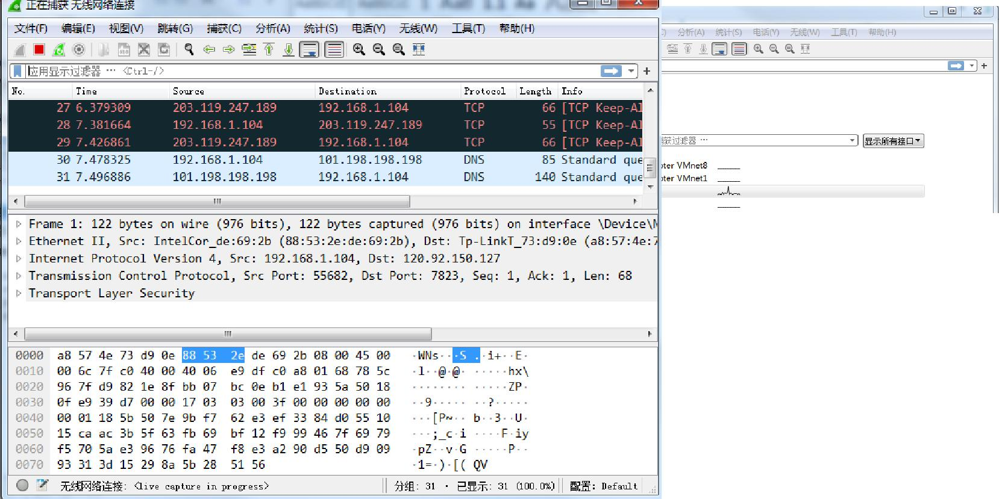 正在捕获 无线网络连接
文件(F) 编辑(E) 视图(V) 跳转(G) 捕获(C) 分析(A) 统计(S) 电话(Y) 无线(W) 工具(T) 帮助(H)
应用显示过滤器 … <Ctrl-/>
No. Time Source Destination Protocol Length Info
27 6.379309 203.119.247.189 192.168.1.104 TCP 66 [TCP Keep-Al
28 7.381664 192.168.1.104 203.119.247.189 TCP 55 [TCP Keep-Al
29 7.426861 203.119.247.189 192.168.1.104 TCP 66 [TCP Keep-Al
30 7.478325 192.168.1.104 101.198.198.198 DNS 85 Standard que
31 7.496886 101.198.198.198 192.168.1.104 DNS 140 Standard que
Frame 1: 122 bytes on wire (976 bits), 122 bytes captured (976 bits) on interface \Device\N
Ethernet II, Src: IntelCor_de:69:2b (88:53:2e:de:69:2b), Dst: Tp-LinkT_73:d9:0e (a8:57:4e:7
Internet Protocol Version 4, Src: 192.168.1.104, Dst: 120.92.150.127
Transmission Control Protocol, Src Port: 55682, Dst Port: 7823, Seq: 1, Ack: 1, Len: 68
Transport Layer Security
0000 a8 57 4e 73 d9 0e 88 53 2e de 69 2b 08 00 45 00 ·WNs···S .·i+··E·
0010 00 6c 7f c0 40 00 40 06 e9 df c0 a8 01 68 78 5c ·l··@·@· ·····hx\
0020 96 7f d9 82 1e 8f bb 07 bc 0e b1 e1 93 5a 50 18 ········ ·····ZP·
0030 0f e9 39 d7 00 00 17 03 03 00 3f 00 00 00 00 00 ··9····· ··?·····
0040 00 01 18 5b 50 7e 9b f7 62 e3 ef 33 84 d0 55 10 ···[P~·· b··3··U·
0050 15 ca ac 3b 5f 63 fb 69 bf 12 f9 99 46 7f 69 79 ···;_c·i ····F·iy
0060 f5 70 5a e3 96 76 fa 47 f8 e3 a2 90 d5 50 d9 09 ·pZ··v·G ·····P··
0070 93 31 3d 15 29 8a 5b 28 51 56 ·1=·)·[( QV
无线网络连接: <live capture in progress> 分组: 31 · 已显示: 31 (100.0%) 配置: Default
分析(A) 统计(S) 电话(Y) 无线(W) 工具(T) 帮助(H)
获过滤器 … 显示所有接口
pter VMnet8
pter VMnet1